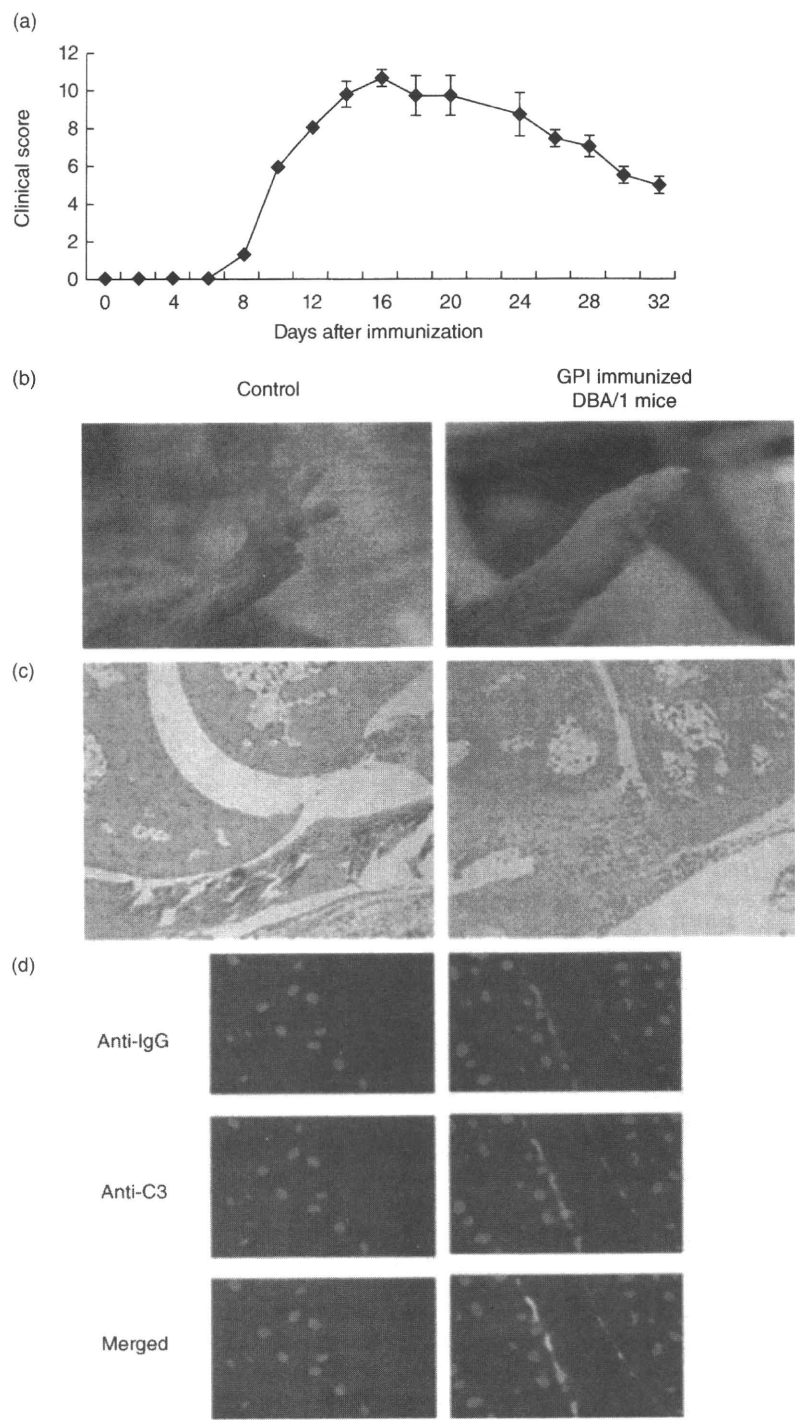 (a)
12
10
8
6
4
2
0
Clinical score
0 4 8 12 16 20 24 28 32
Days after immunization
(b)
Control
GPI immunized
DBA/1 mice
(c)
(d)
Anti-IgG
Anti-C3
Merged